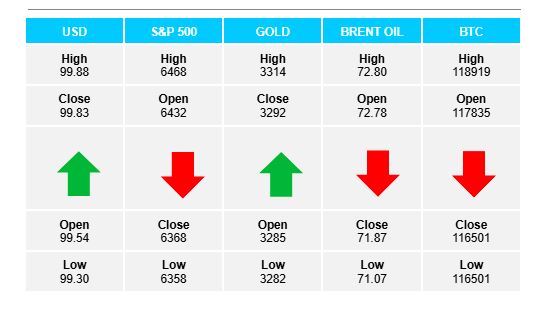 USD S&P 500 GOLD BRENT OIL BTC
High High High High High
99.88 6468 3314 72.80 118919
Close Open Close Open Open
99.83 6432 3292 72.78 117835
Open Close Open Close Close
99.54 6368 3285 71.87 116501
Low Low Low Low Low
99.30 6358 3282 71.07 116501